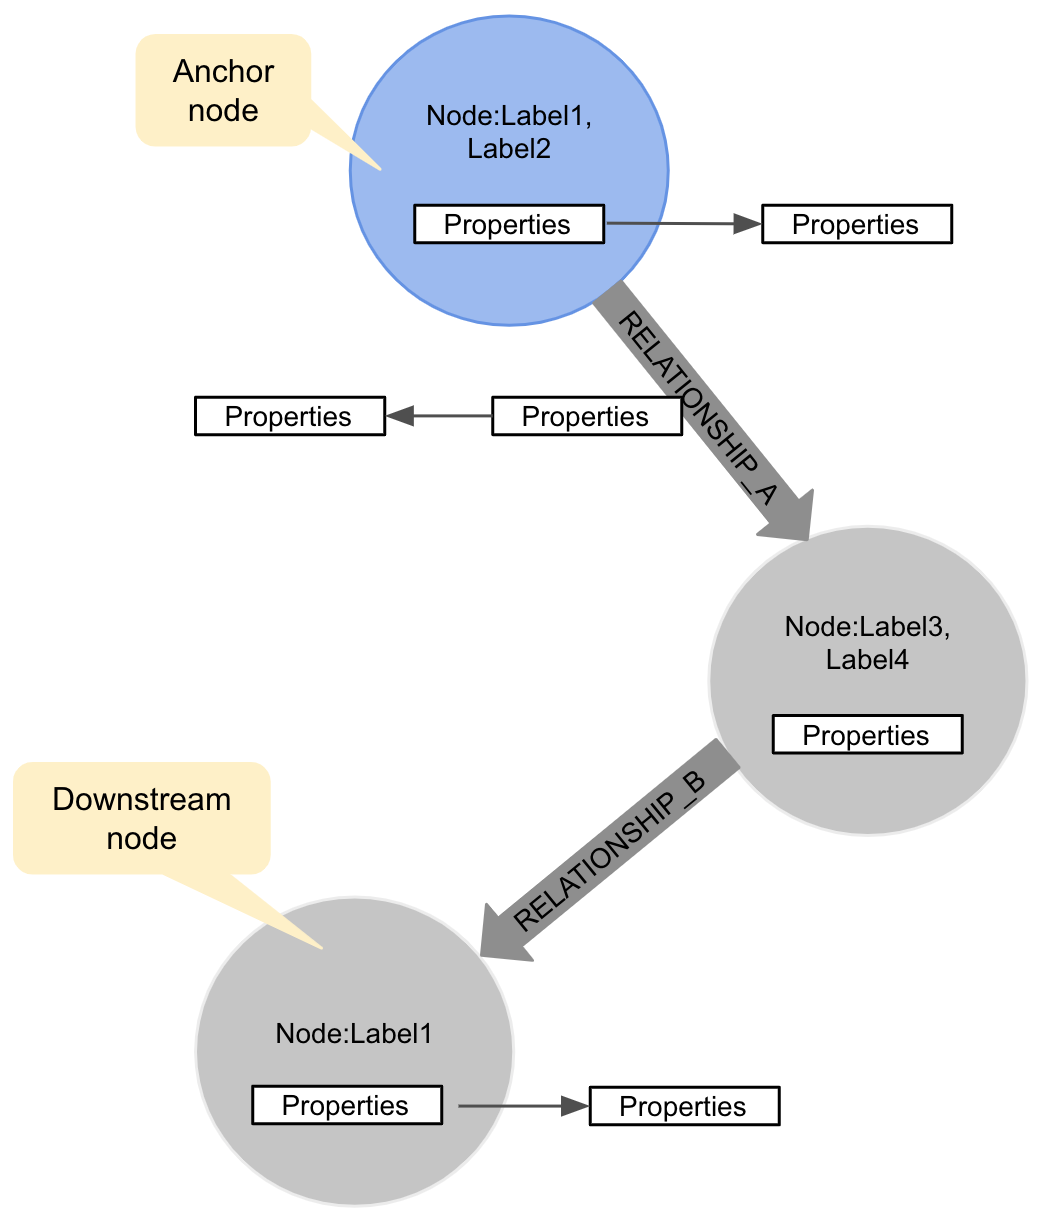 Anchor
node
Node:Label1,
Label2
Properties
Properties
RELATIONSHIP_A
Properties
Properties
Node:Label3,
Label4
Properties
RELATIONSHIP_B
Downstream
node
Node:Label1
Properties
Properties